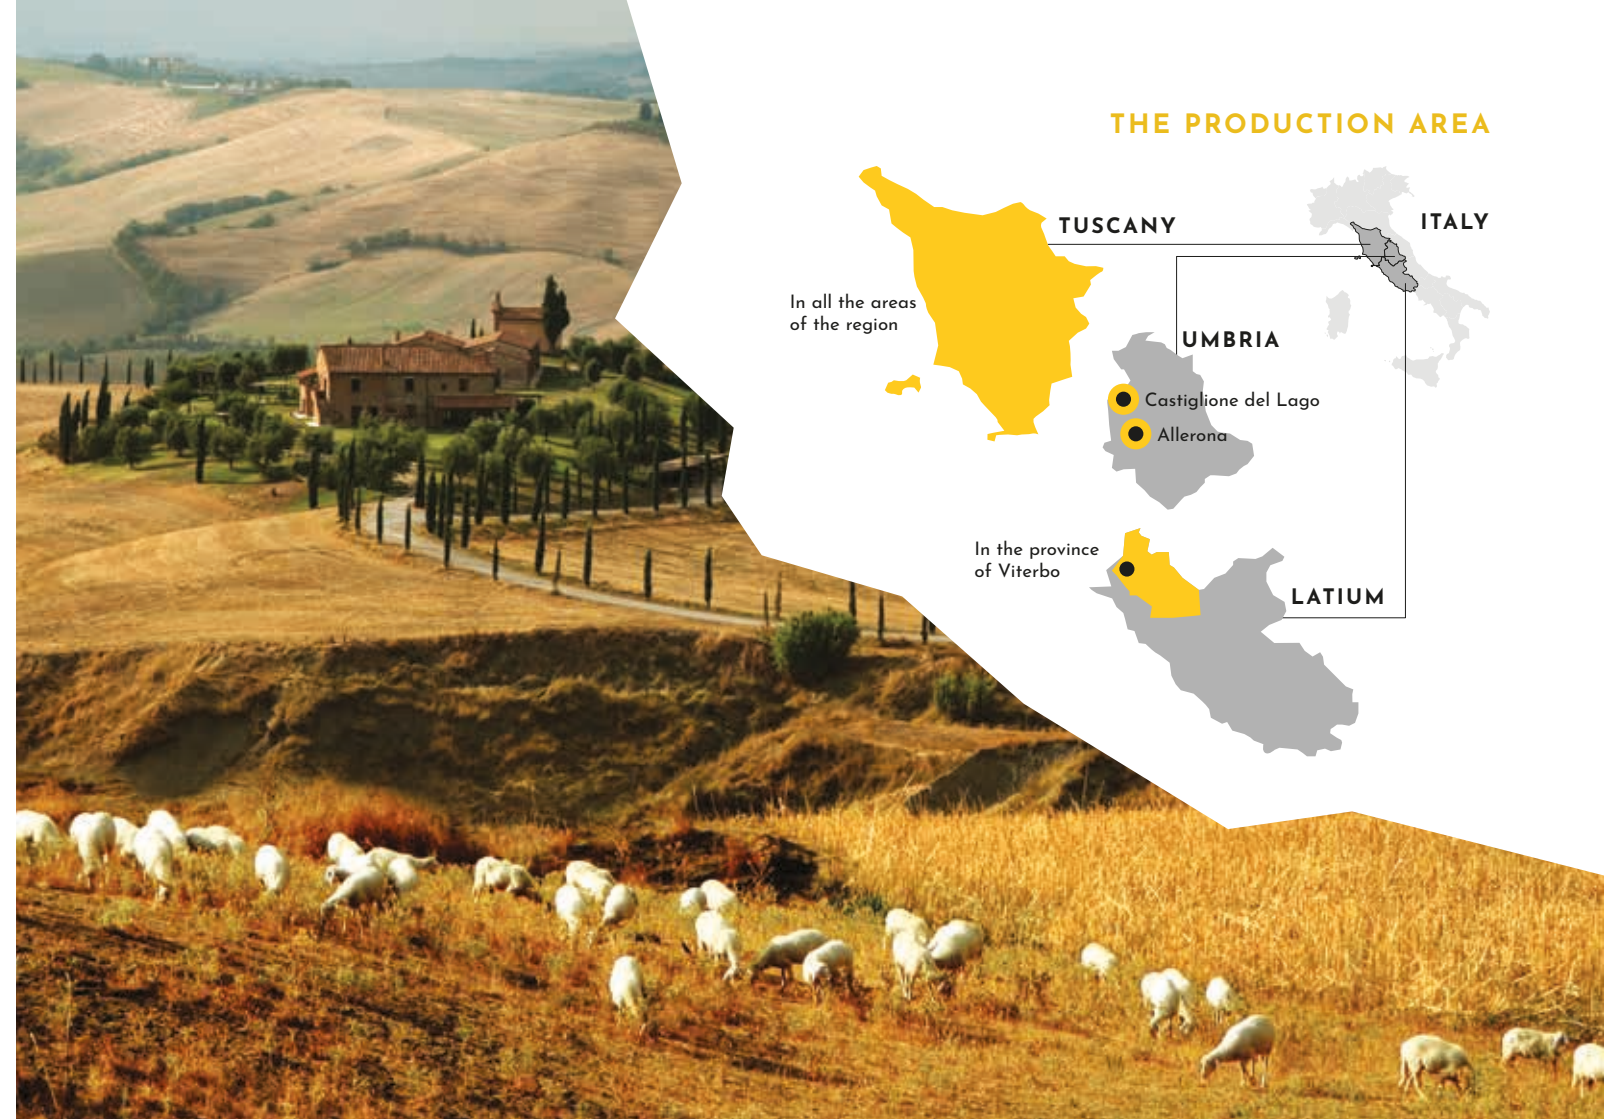 THE PRODUCTION AREA
TUSCANY
ITALY
In all the areas
of the region
UMBRIA
Castiglione del Lago
Allerona
In the province
of Viterbo
LATIUM